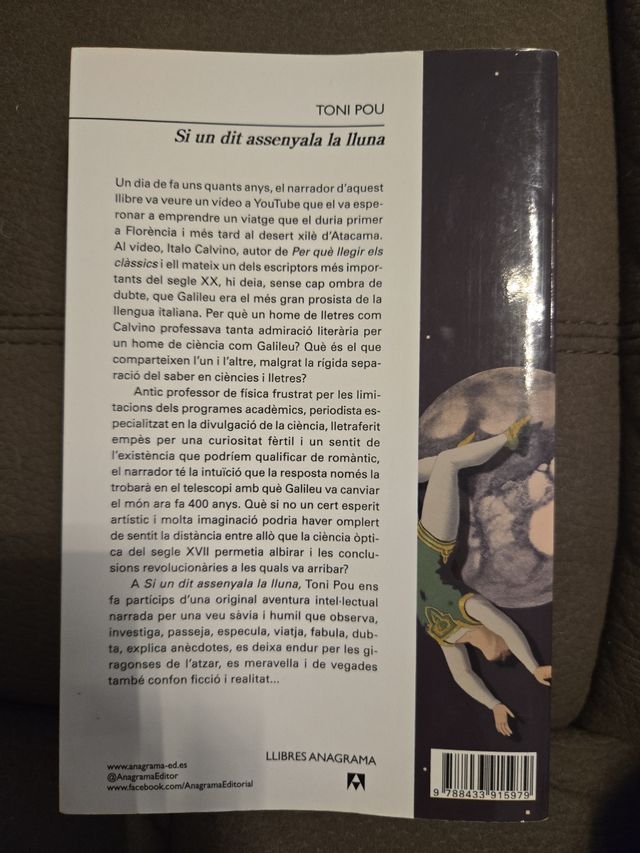 TONI POU
Si un dit assenyala la lluna
Un dia de fa uns quants anys, el narrador d'aquest
llibre va veure un vídeo a YouTube que el va espe-
ronar a emprendre un viatge que el duria primer
a Florència i més tard al desert xilè d'Atacama.
Al vídeo, Italo Calvino, autor de Per què llegir els
clàssics i ell mateix un dels escriptors més impor-
tants del segle XX, hi deia, sense cap ombra de
dubte, que Galileu era el més gran prosista de la
llengua italiana. Per què un home de lletres com
Calvino professava tanta admiració literària per
un home de ciència com Galileu? Què és el que
comparteixen l'un i l'altre, malgrat la rígida sepa-
ració del saber en ciències i lletres?
Antic professor de física frustrat per les limi-
tacions dels programes acadèmics, periodista es-
pecialitzat en la divulgació de la ciència, lletraferit
empès per una curiositat fèrtil i un sentit de
l'existència que podríem qualificar de romàntic,
el narrador té la intuïció que la resposta només la
trobarà en el telescopi amb què Galileu va canviar
el món ara fa 400 anys. Què si no un cert esperit
artístic i molta imaginació podria haver omplert
de sentit la distància entre allò que la ciència òpti-
ca del segle XVII permetia albirar i les conclu-
sions revolucionàries a les quals va arribar?
A Si un dit assenyala la lluna, Toni Pou ens
fa partícips d'una original aventura intel·lectual
narrada per una veu sàvia i humil que observa,
investiga, passeja, especula, viatja, fabula, dub-
ta, explica anècdotes, es deixa endur per les gi-
ragonses de l'atzar, es meravella i de vegades
també confon ficció i realitat...
LLIBRES ANAGRAMA
www.anagrama-ed.es
@AnagramaEditor
www.facebook.com/AnagramaEditorial
9 788433 915979